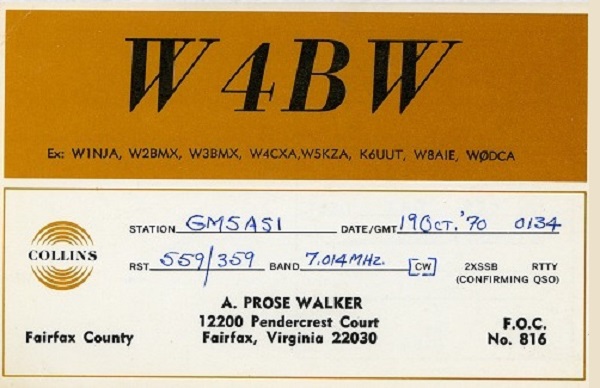 W4BW
Ex: W1NJA, W2BMX, W3BMX, W4CXA, W5KZA, K6UUT, W8AIE, WØDCA
COLLINS
STATION GM5ASI DATE/GMT 19 Oct. '70 0134
RST 559/359 BAND 7.014 MHz. CW 2XSSB RTTY
(CONFIRMING QSO)
A. PROSE WALKER
12200 Pendercrest Court
Fairfax, Virginia 22030
Fairfax County
F.O.C.
No. 816